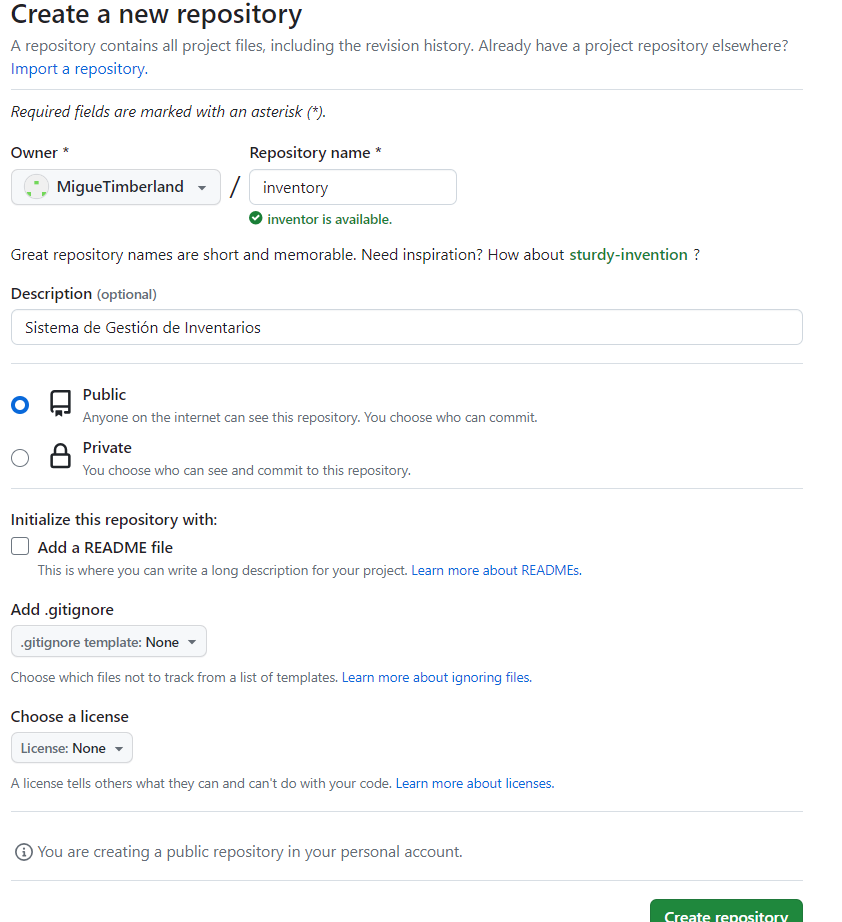 Create a new repository
A repository contains all project files, including the revision history. Already have a project repository elsewhere?
Import a repository.
Required fields are marked with an asterisk (*).
Owner * Repository name *
MigueTimberland / inventory
inventor is available.
Great repository names are short and memorable. Need inspiration? How about sturdy-invention ?
Description (optional)
Sistema de Gestión de Inventarios
Public
Anyone on the internet can see this repository. You choose who can commit.
Private
You choose who can see and commit to this repository.
Initialize this repository with:
Add a README file
This is where you can write a long description for your project. Learn more about READMEs.
Add .gitignore
.gitignore template: None
Choose which files not to track from a list of templates. Learn more about ignoring files.
Choose a license
License: None
A license tells others what they can and can't do with your code. Learn more about licenses.
You are creating a public repository in your personal account.
Create repository